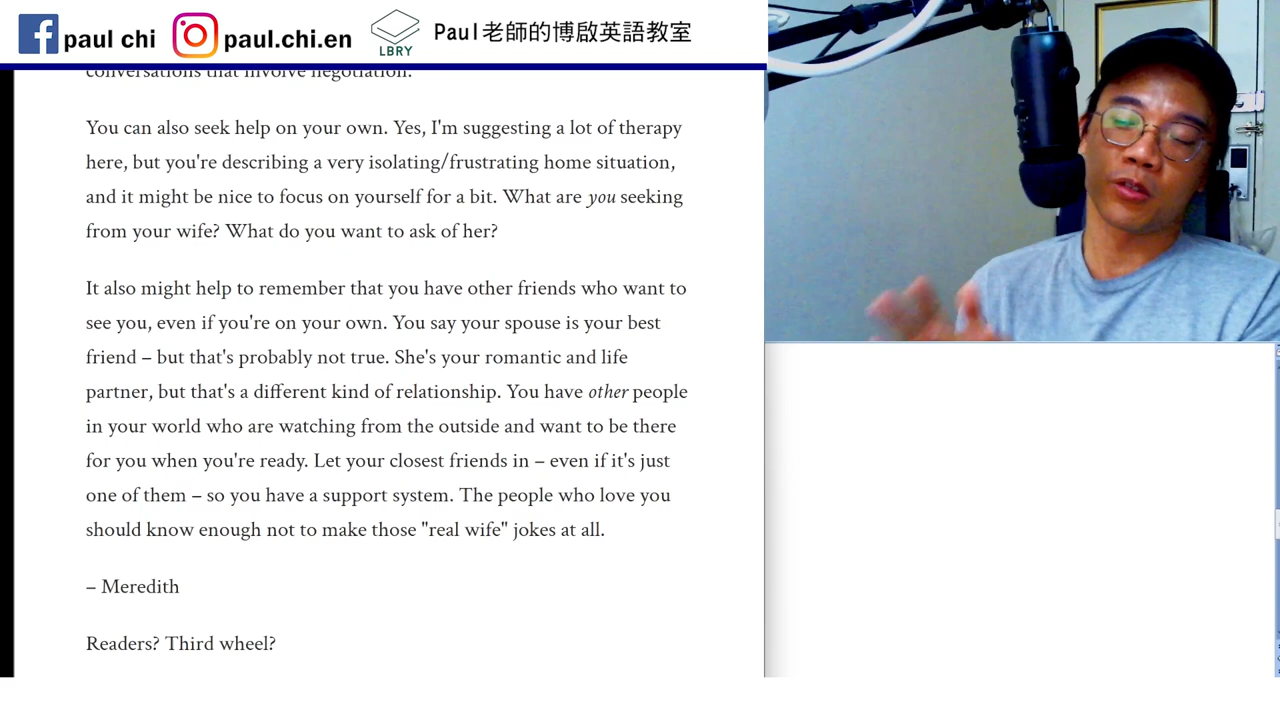 paul chi
paul.chi.en
LBRY
Paul老師的博啟英語教室
conversations that involve negotiation.
You can also seek help on your own. Yes, I'm suggesting a lot of therapy
here, but you're describing a very isolating/frustrating home situation,
and it might be nice to focus on yourself for a bit. What are you seeking
from your wife? What do you want to ask of her?
It also might help to remember that you have other friends who want to
see you, even if you're on your own. You say your spouse is your best
friend – but that's probably not true. She's your romantic and life
partner, but that's a different kind of relationship. You have other people
in your world who are watching from the outside and want to be there
for you when you're ready. Let your closest friends in – even if it's just
one of them – so you have a support system. The people who love you
should know enough not to make those "real wife" jokes at all.
– Meredith
Readers? Third wheel?